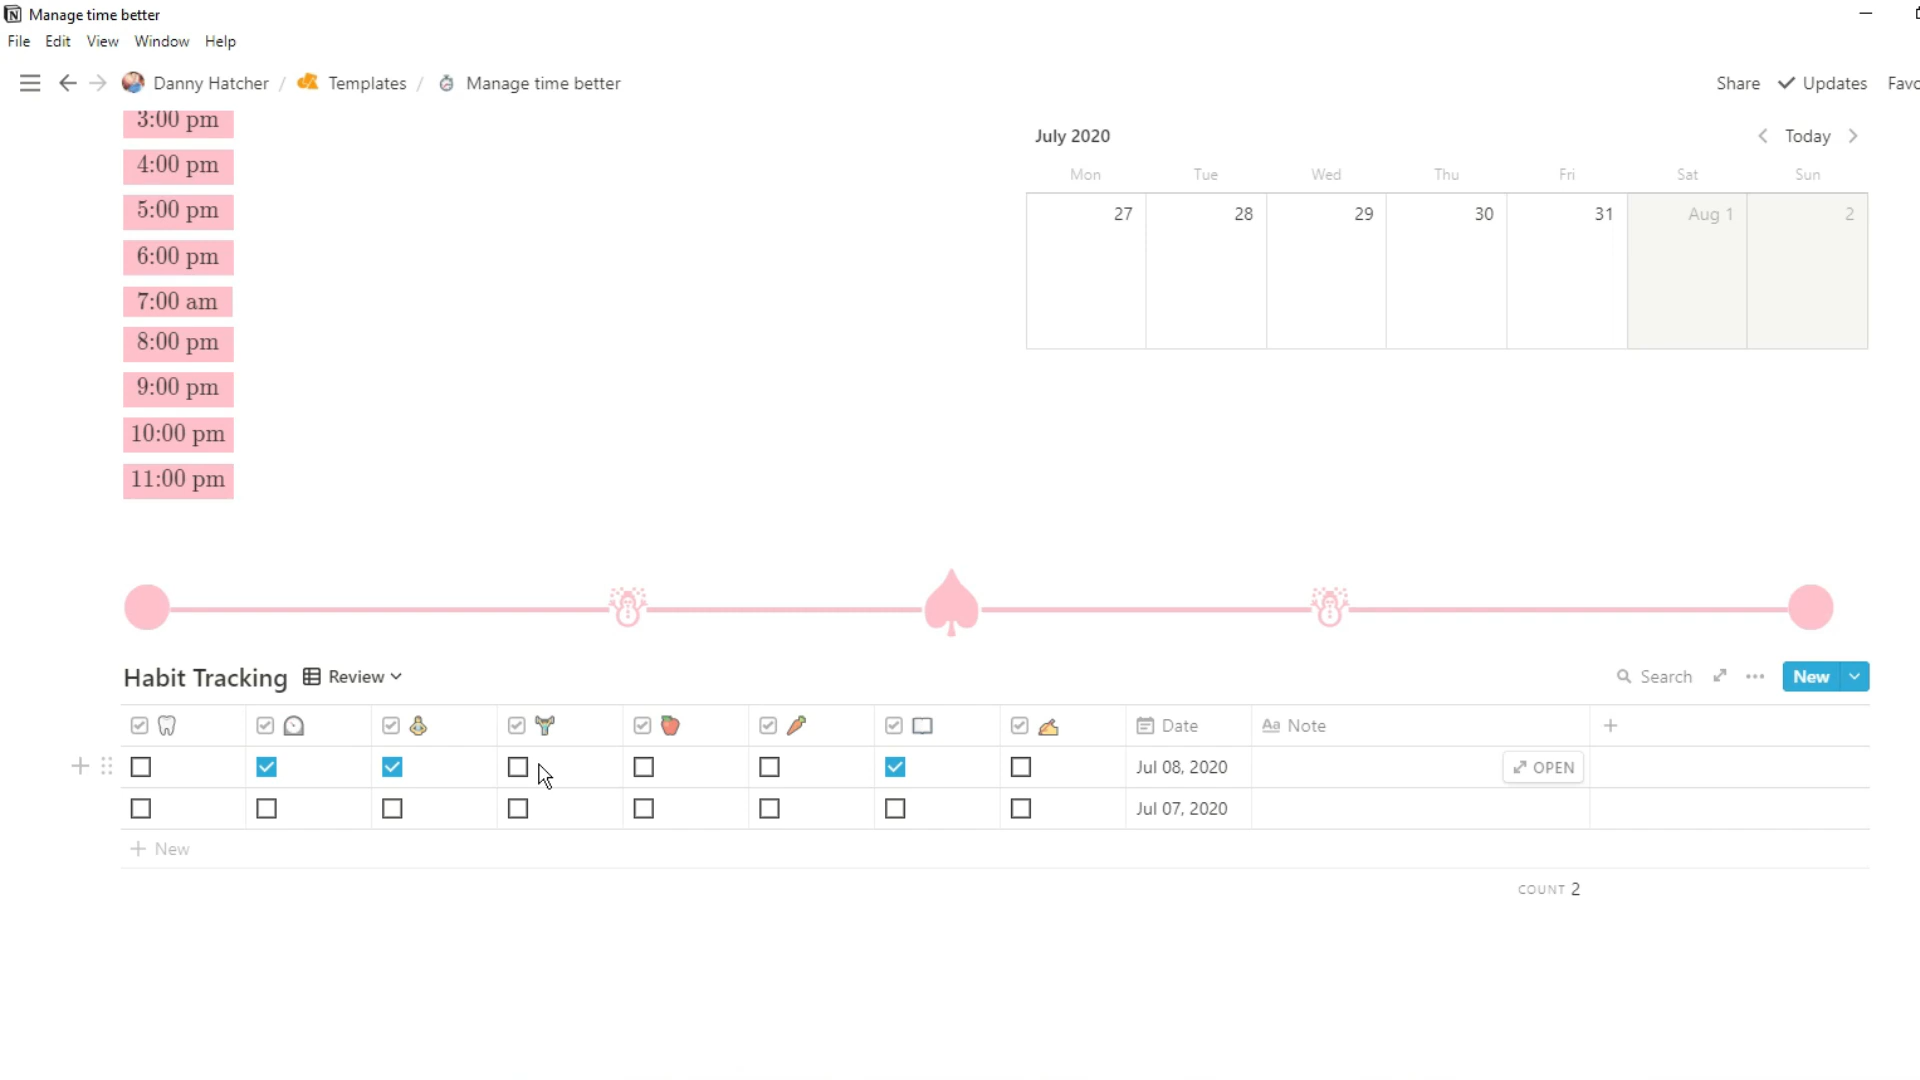 Manage time better
File Edit View Window Help
Danny Hatcher / Templates / Manage time better
Share Updates Favo
3:00 pm
4:00 pm
5:00 pm
6:00 pm
7:00 am
8:00 pm
9:00 pm
10:00 pm
11:00 pm
July 2020
Today
Mon Tue Wed Thu Fri Sat Sun
27 28 29 30 31 Aug 1 2
Habit Tracking Review
Search New
Date Aa Note
Jul 08, 2020 OPEN
Jul 07, 2020
New
COUNT 2